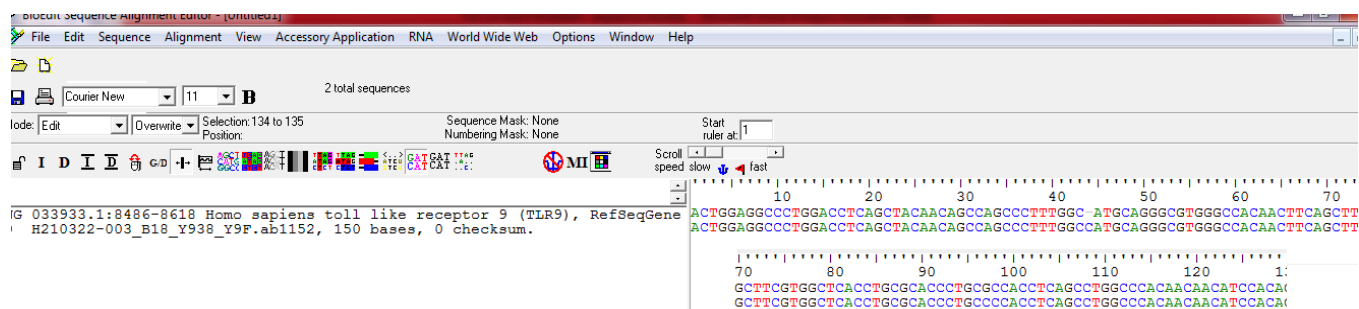 BioEdit Sequence Alignment Editor - [Untitled1]
File Edit Sequence Alignment View Accessory Application RNA World Wide Web Options Window Help
Courier New 11 B 2 total sequences
Mode: Edit Overwrite Selection: 134 to 135 Sequence Mask: None Start
Position: Numbering Mask: None ruler at: 1
I D I D G/D MI Scroll
speed slow fast
10 20 30 40 50 60 70
NG 033933.1:8486-8618 Homo sapiens toll like receptor 9 (TLR9), RefSeqGene ACTGGAGGCCCTGGACCTCAGCTACAACAGCCAGCCCTTTGGC-ATGCAGGGCGTGGGCCACAACTTCAGCTT
H210322-003_B18_Y938_Y9F.ab1152, 150 bases, 0 checksum. ACTGGAGGCCCTGGACCTCAGCTACAACAGCCAGCCCTTTGGCCATGCAGGGCGTGGGCCACAACTTCAGCTT
70 80 90 100 110 120 13
GCTTCGTGGCTCACCTGCGCACCCTGCGCCACCTCAGCCTGGCCCACAACAACATCCACAG
GCTTCGTGGCTCACCTGCGCACCCTGCCCCACCTCAGCCTGGCCCACAACAACATCCACAG